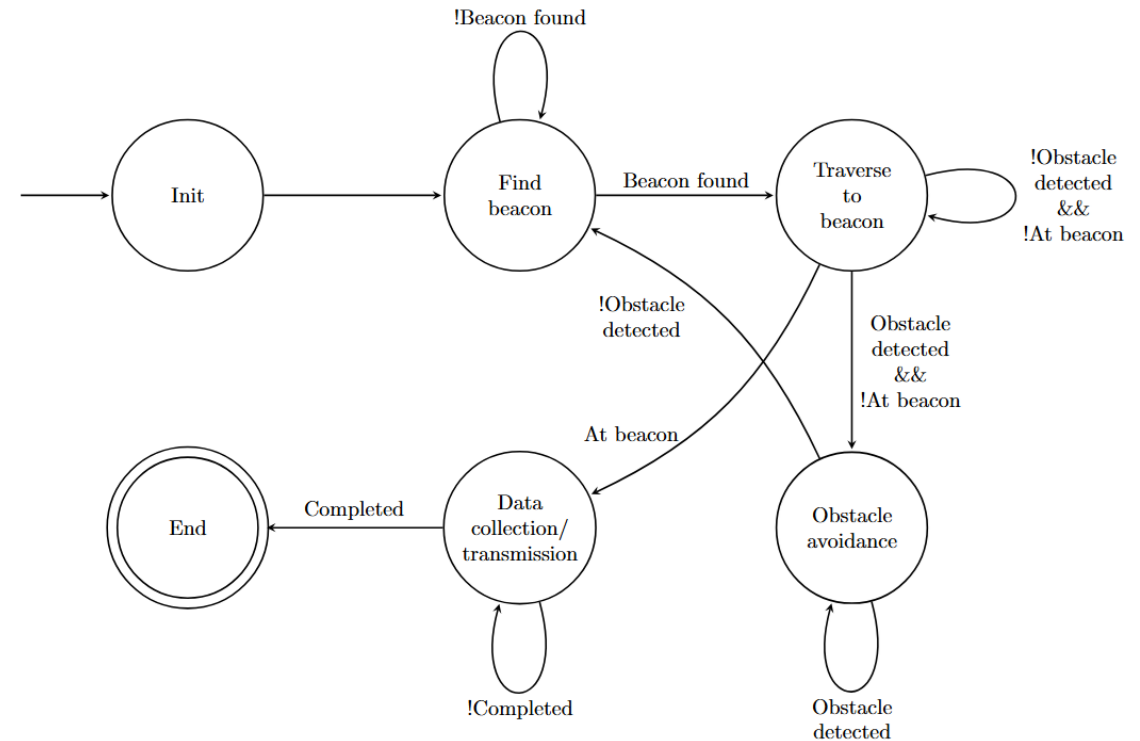 !Beacon found
Init
Find
beacon
Beacon found
Traverse
to
beacon
!Obstacle
detected
&&
!At beacon
!Obstacle
detected
Obstacle
detected
&&
!At beacon
At beacon
End
Completed
Data
collection/
transmission
Obstacle
avoidance
!Completed
Obstacle
detected